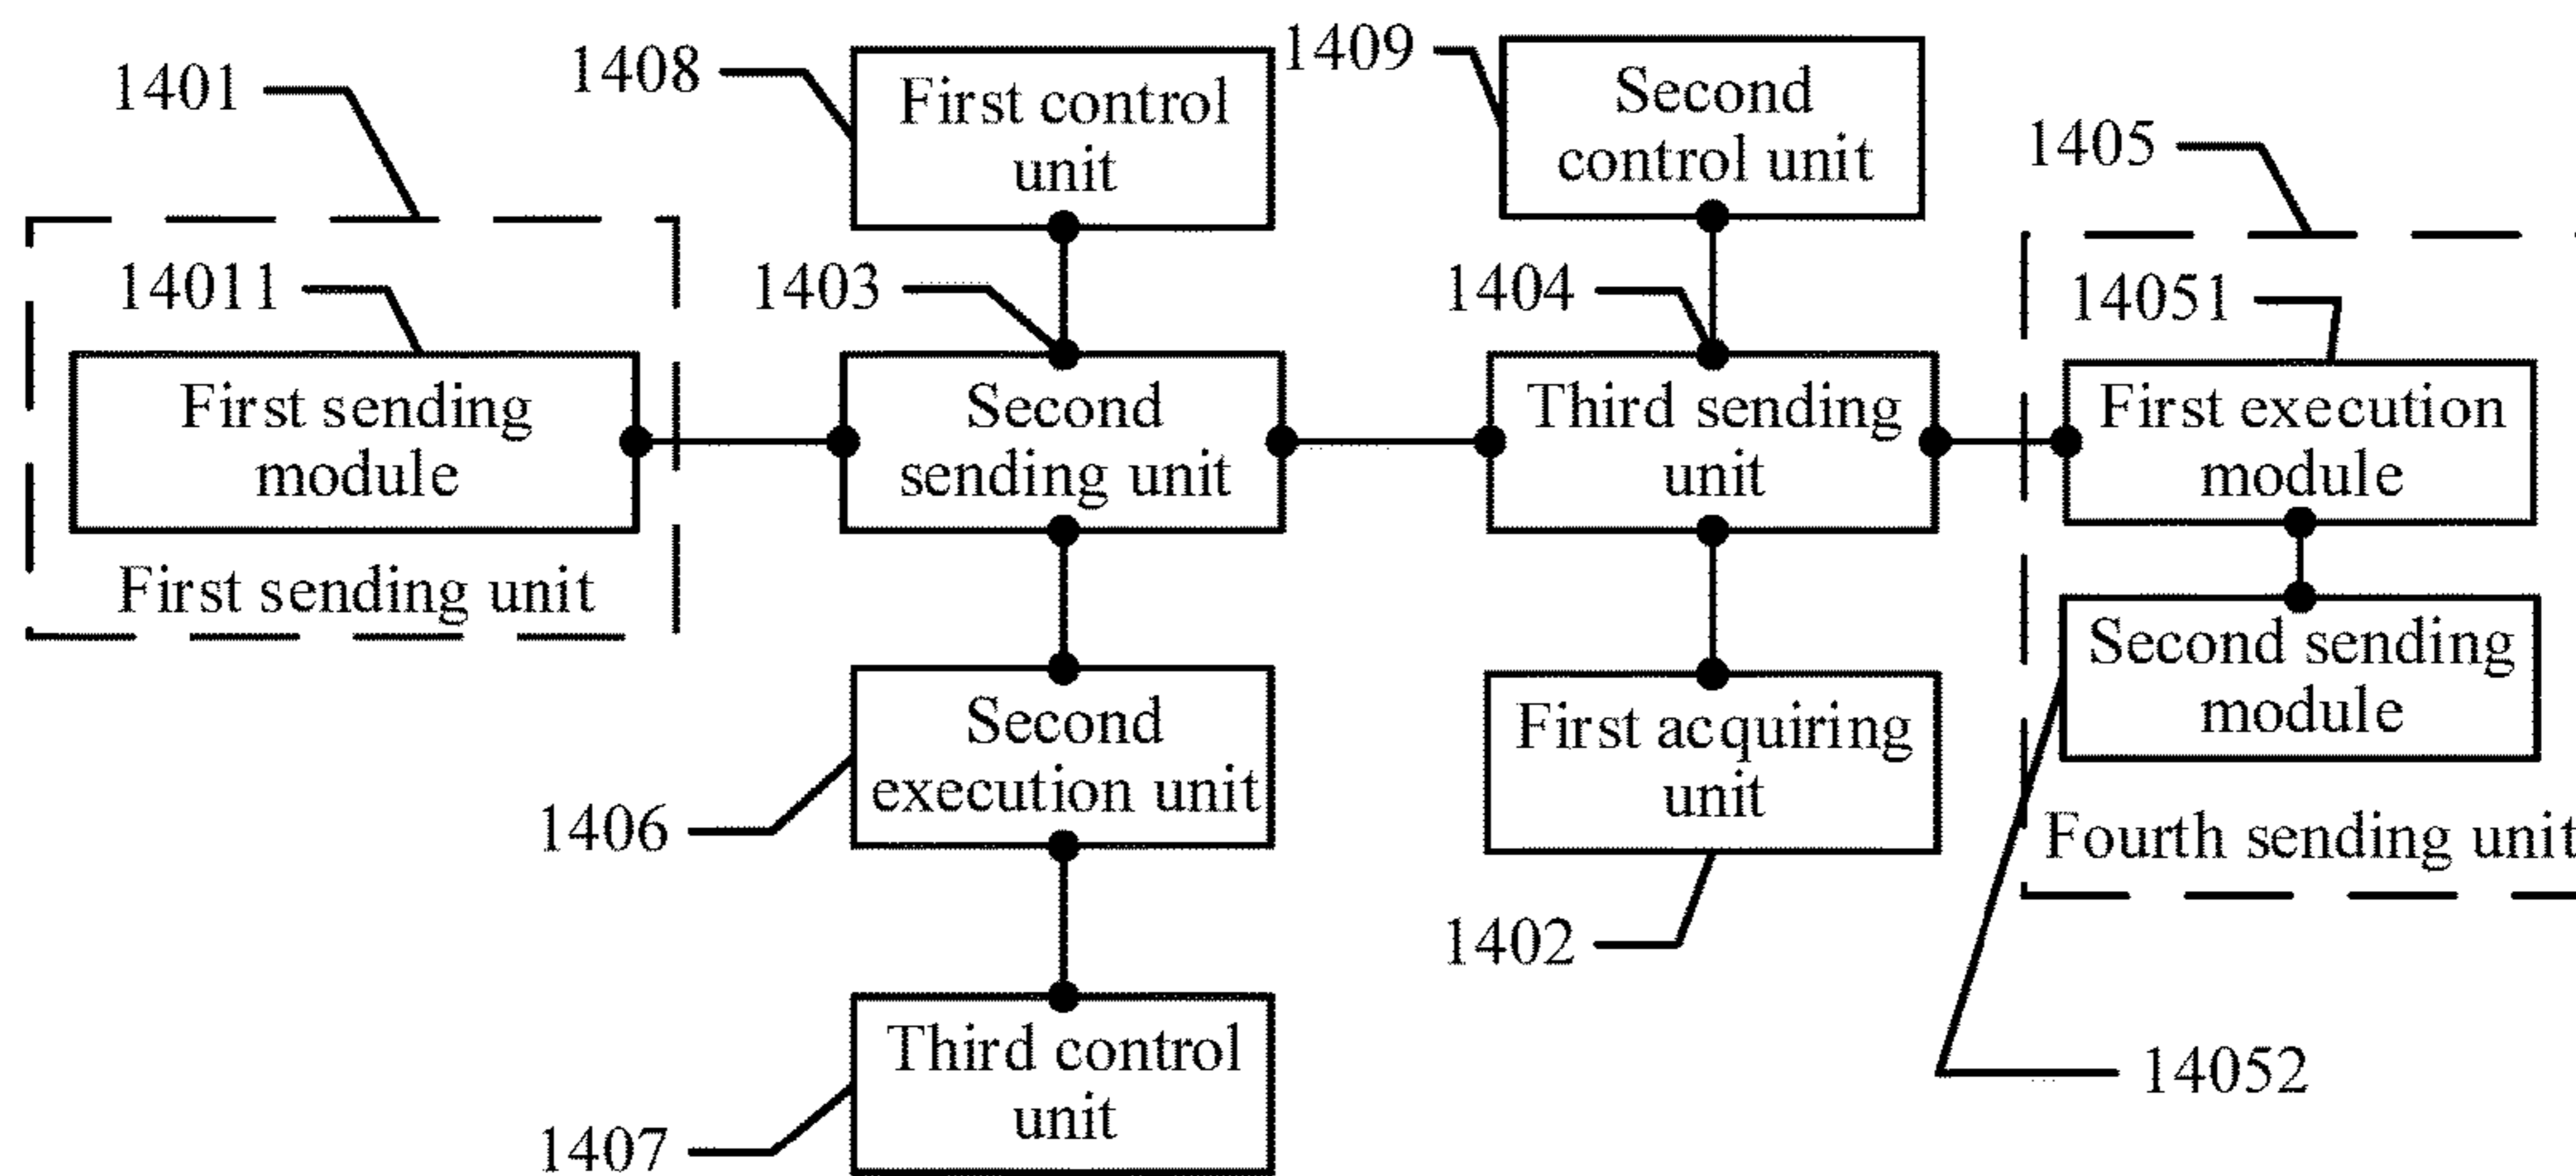 1401
1408
First control
unit
1409
Second
control unit
1405
14011
1403
1404
14051
First sending
module
First sending unit
Second
sending unit
Third sending
unit
First execution
module
Second sending
module
Fourth sending unit
Second
execution unit
1406
First acquiring
unit
1402
14052
Third control
unit
1407